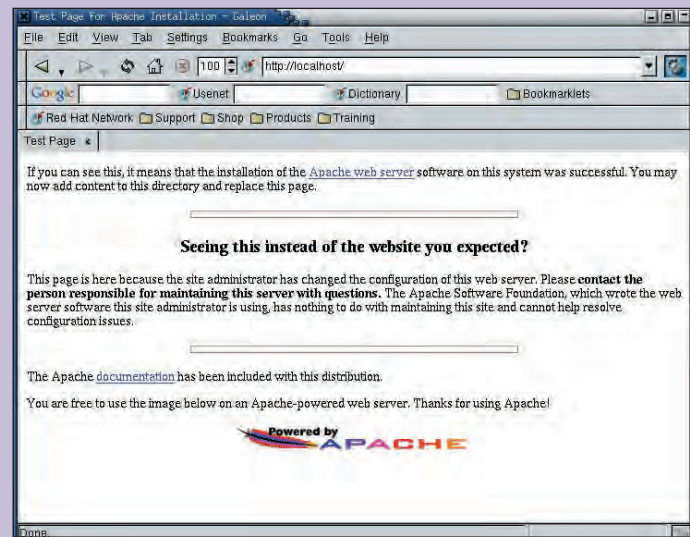 Test Page For Apache Installation - Galeon
File Edit View Tab Settings Bookmarks Go Tools Help
100 http://localhost/
Google Usenet Dictionary Bookmarklets
Red Hat Network Support Shop Products Training
Test Page
If you can see this, it means that the installation of the Apache web server software on this system was successful. You may
now add content to this directory and replace this page.
Seeing this instead of the website you expected?
This page is here because the site administrator has changed the configuration of this web server. Please contact the
person responsible for maintaining this server with questions. The Apache Software Foundation, which wrote the web
server software this site administrator is using, has nothing to do with maintaining this site and cannot help resolve
configuration issues.
The Apache documentation has been included with this distribution.
You are free to use the image below on an Apache-powered web server. Thanks for using Apache!
Powered by
APACHE
Done.